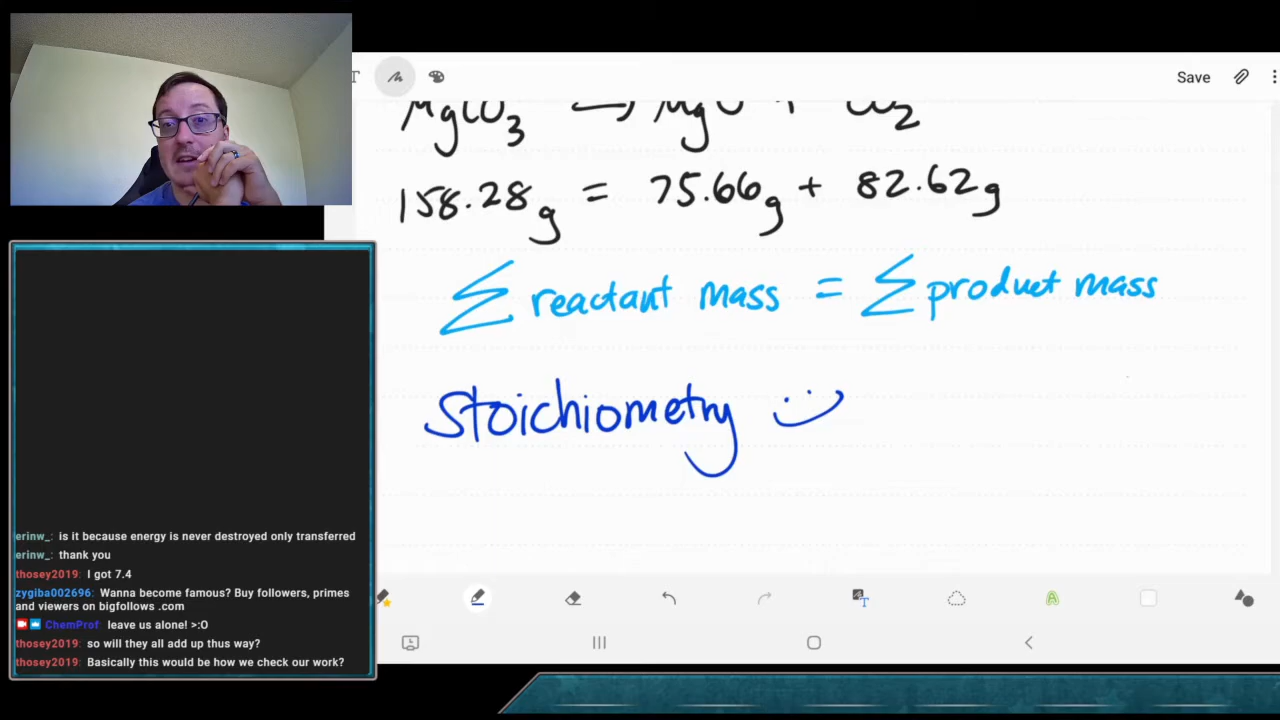 T
Save
MgCO3 → MgO + CO2
158.28g = 75.66g + 82.62g
∑ reactant mass = ∑ product mass
Stoichiometry :)
erinw_: is it because energy is never destroyed only transferred
erinw_: thank you
thosey2019: I got 7.4
zygiba002696: Wanna become famous? Buy followers, primes
and viewers on bigfollows .com
ChemProf: leave us alone! >:O
thosey2019: so will they all add up thus way?
thosey2019: Basically this would be how we check our work?
T
A